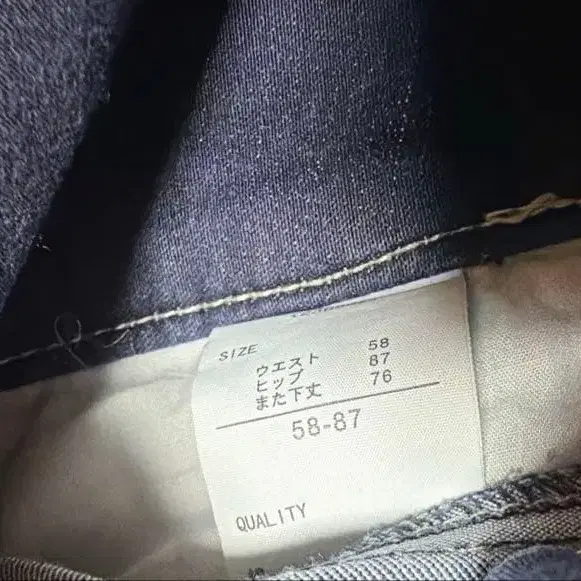 SIZE
ウエスト 58
ヒップ 87
また下丈 76
58-87
QUALITY